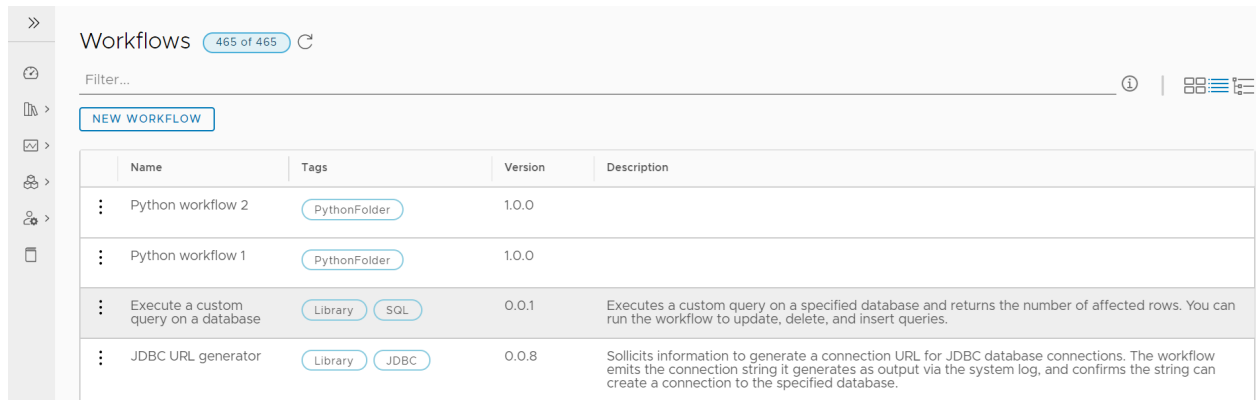 Workflows 465 of 465
Filter...
NEW WORKFLOW
Name Tags Version Description
Python workflow 2 PythonFolder 1.0.0
Python workflow 1 PythonFolder 1.0.0
Execute a custom query on a database Library SQL 0.0.1 Executes a custom query on a specified database and returns the number of affected rows. You can
run the workflow to update, delete, and insert queries.
JDBC URL generator Library JDBC 0.0.8 Sollicits information to generate a connection URL for JDBC database connections. The workflow
emits the connection string it generates as output via the system log, and confirms the string can
create a connection to the specified database.